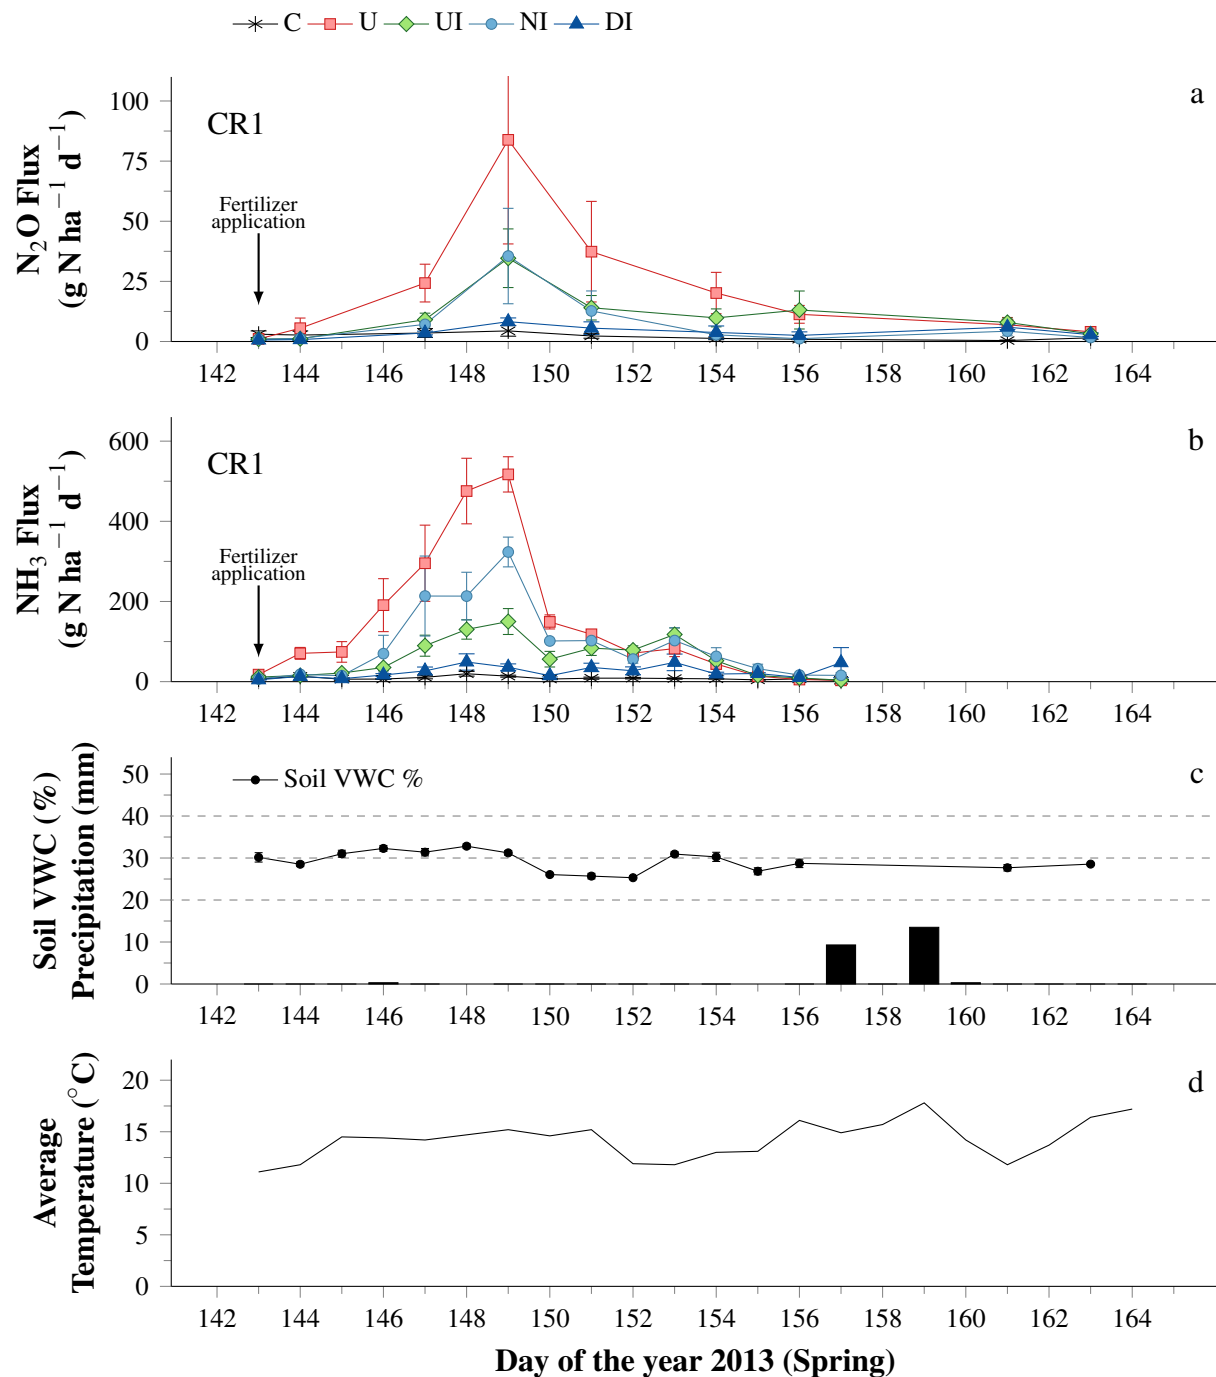 C U UI NI DI
a
CR1
Fertilizer
application
N₂O Flux
(g N ha⁻¹ d⁻¹)
100
75
50
25
0
142 144 146 148 150 152 154 156 158 160 162 164
b
CR1
Fertilizer
application
NH₃ Flux
(g N ha⁻¹ d⁻¹)
600
400
200
0
142 144 146 148 150 152 154 156 158 160 162 164
c
Soil VWC %
Soil VWC (%)
Precipitation (mm)
50
40
30
20
10
0
142 144 146 148 150 152 154 156 158 160 162 164
d
Average
Temperature (°C)
20
15
10
5
0
142 144 146 148 150 152 154 156 158 160 162 164
Day of the year 2013 (Spring)